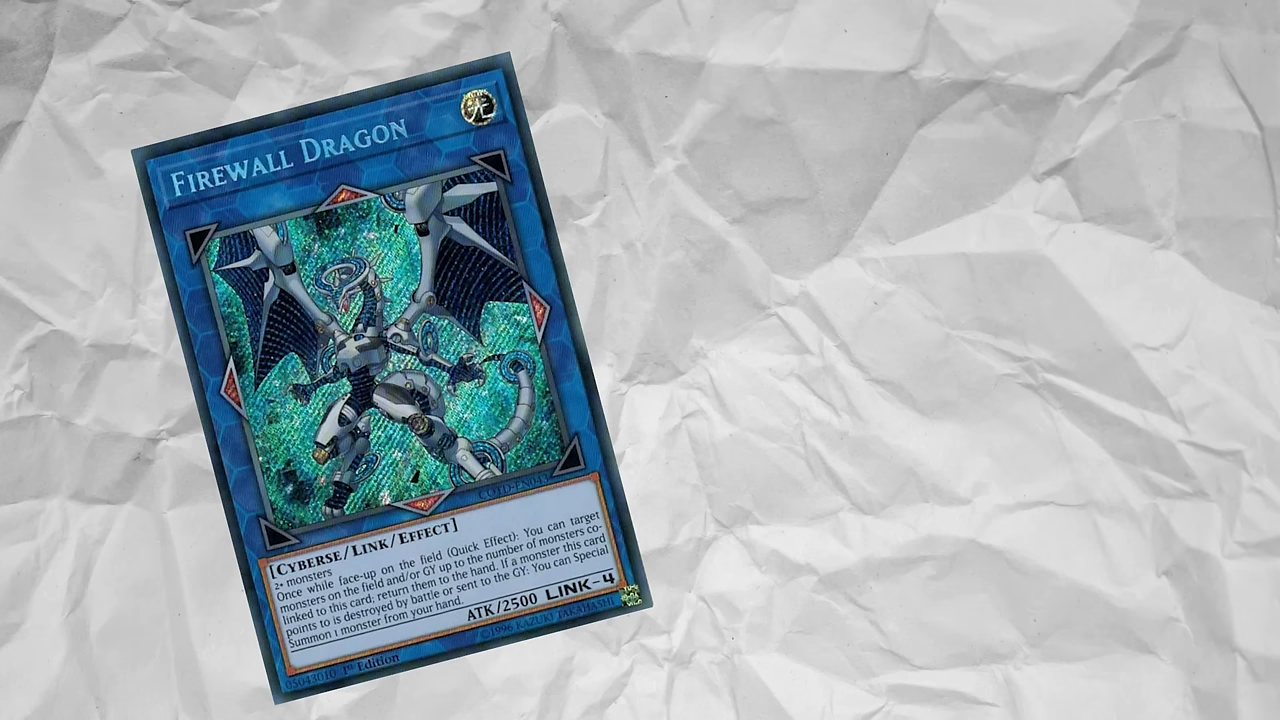 FIREWALL DRAGON
光
COTD-EN043
[CYBERSE/LINK/EFFECT]
2+ monsters
Once while face-up on the field (Quick Effect): You can target
monsters on the field and/or GY up to the number of monsters co-
linked to this card; return them to the hand. If a monster this card
points to is destroyed by battle or sent to the GY: You can Special
Summon 1 monster from your hand.
ATK/2500 LINK-4
05043010 1st Edition
©1996 KAZUKI TAKAHASHI